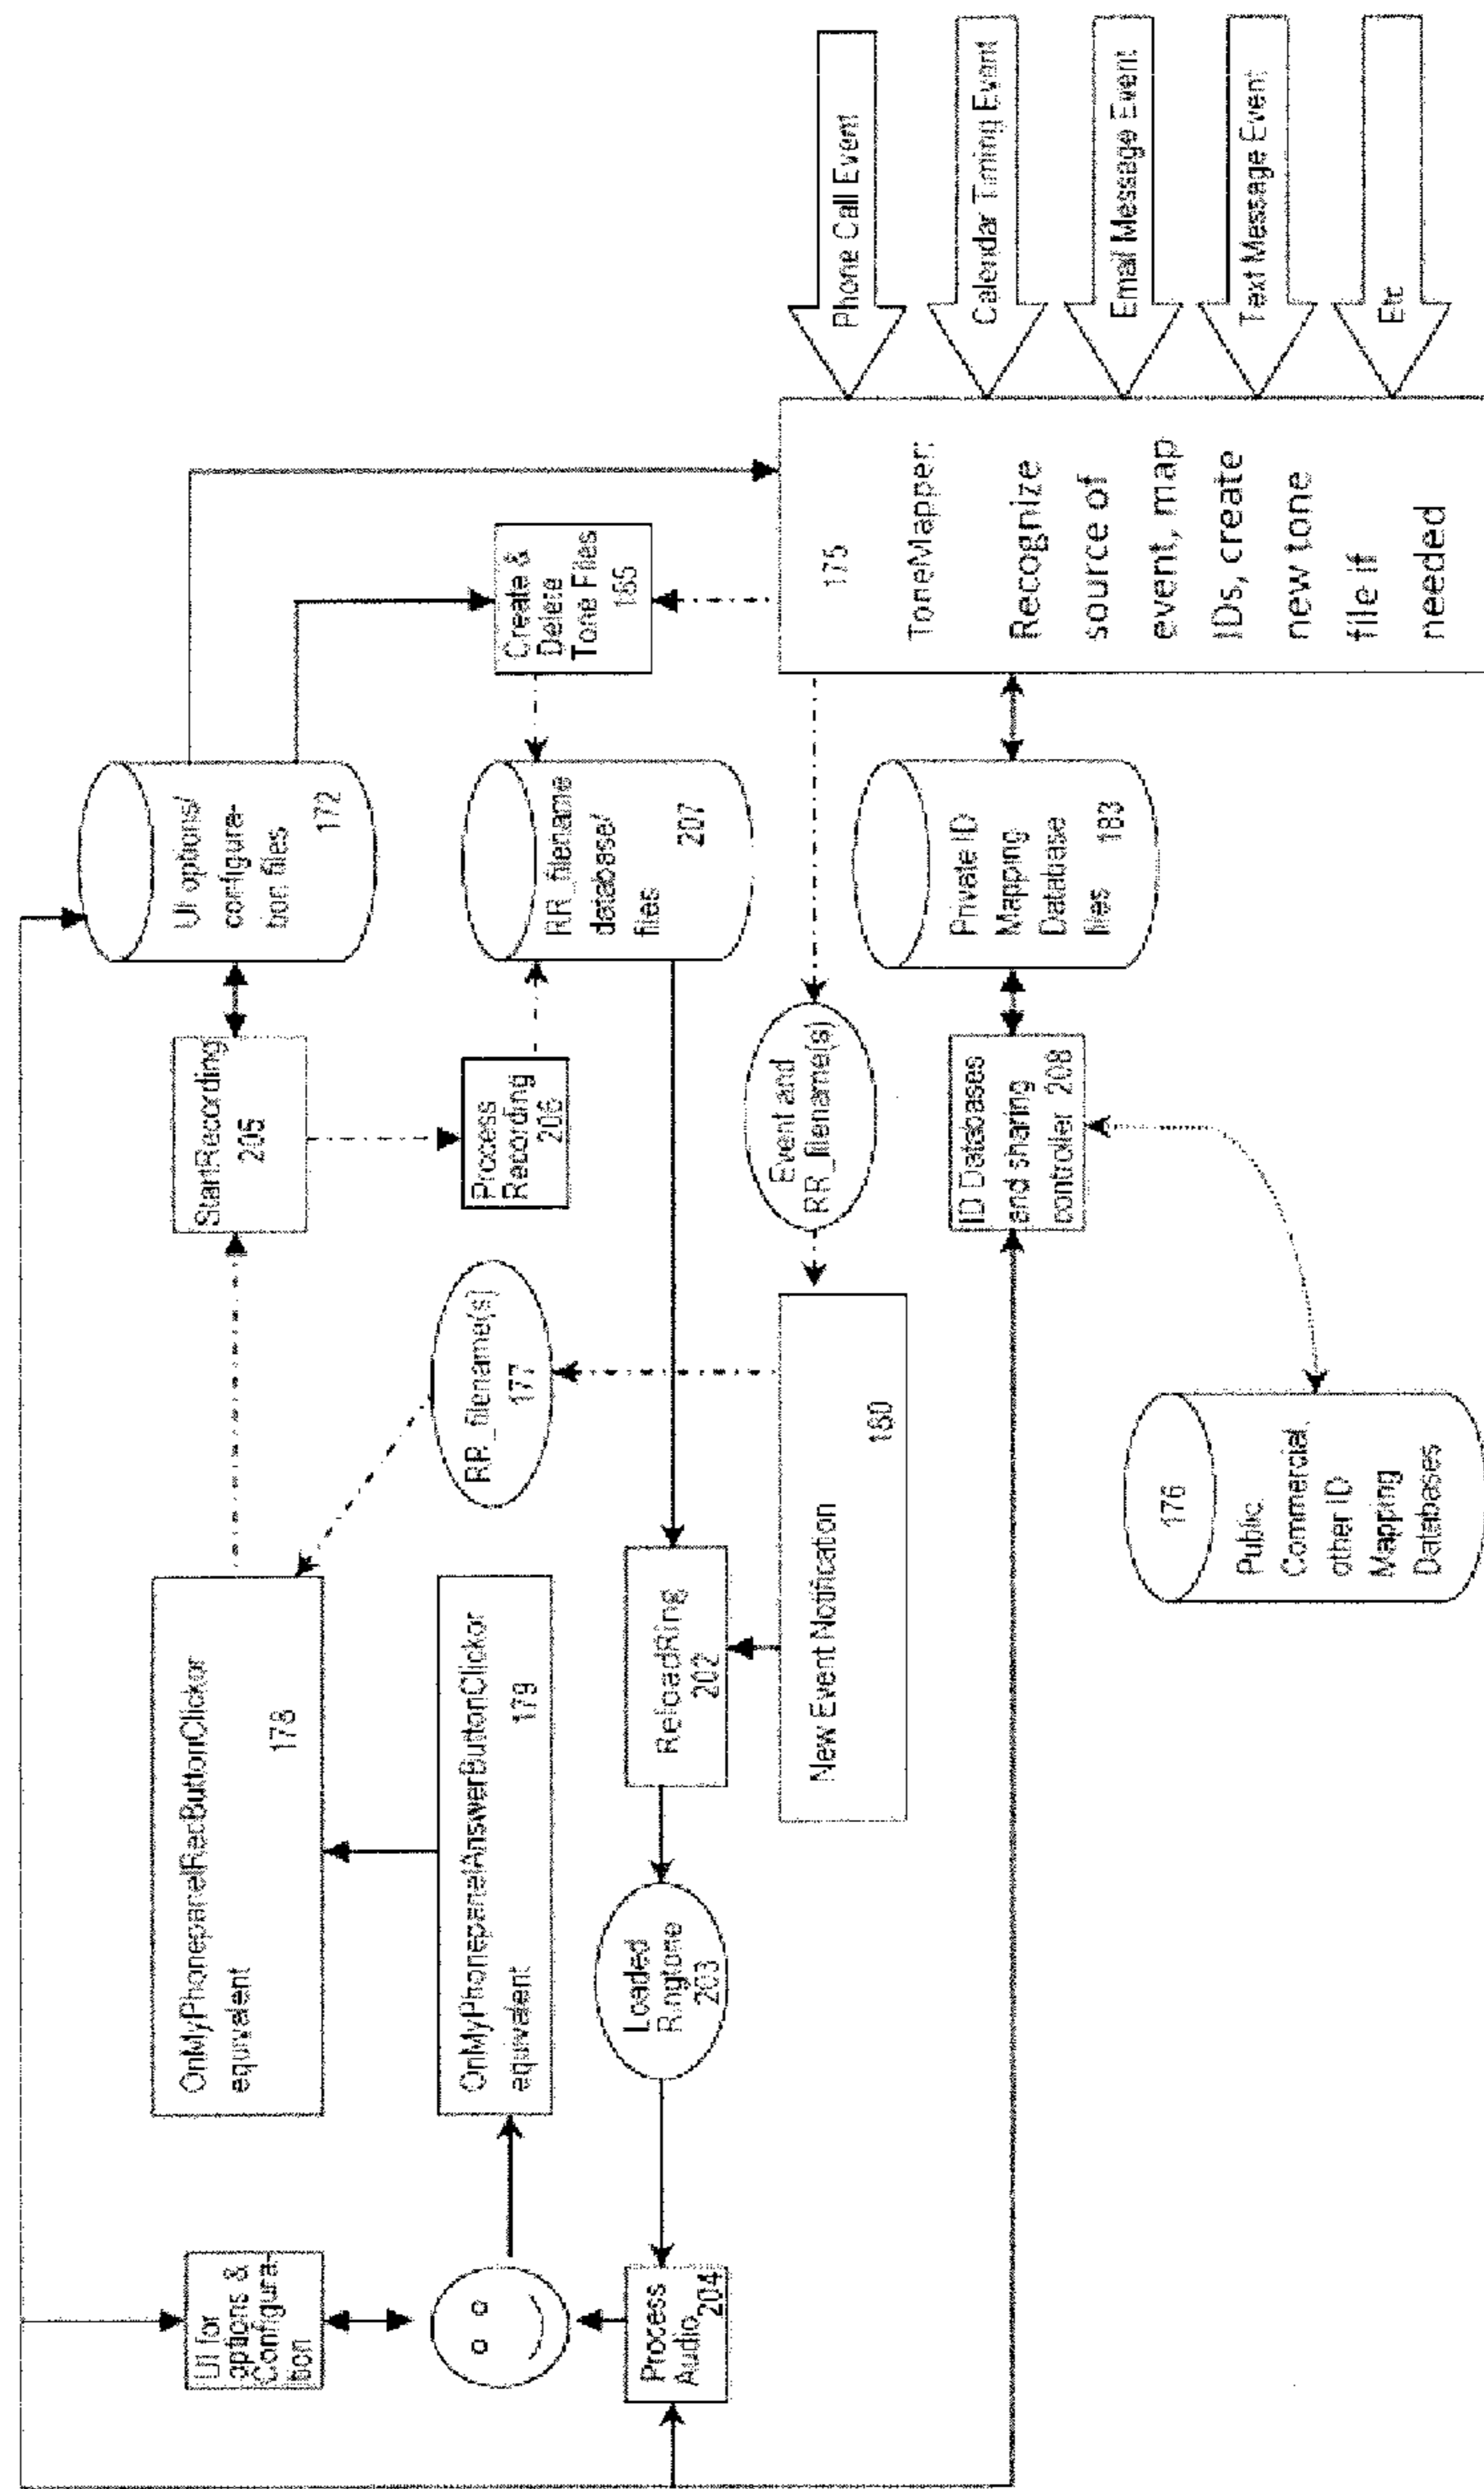 UI for
options &
Configura-
tion
OnMyPhonepanelRecButtonClickor
equivalent
178
StartRecording
205
UI options/
configura-
tion files
172
OnMyPhonepanelAnswerButtonClickor
equivalent
179
RR_filename(s)
177
Process
Recording
206
RR_filename
database/
files
207
Create &
Delete
Tone Files
185
Process
Audio
204
Loaded
Ringtone
203
ReloadRing
202
New Event Notification
180
Event and
RR_filename(s)
ID Databases
and sharing
controller 208
Private ID
Mapping
Database
files 183
175
ToneMapper:
Recognize
source of
event, map
IDs, create
new tone
file if
needed
Phone Call Event
Calendar Timing Event
Email Message Event
Text Message Event
Etc
176
Public,
Commercial,
other ID
Mapping
Databases